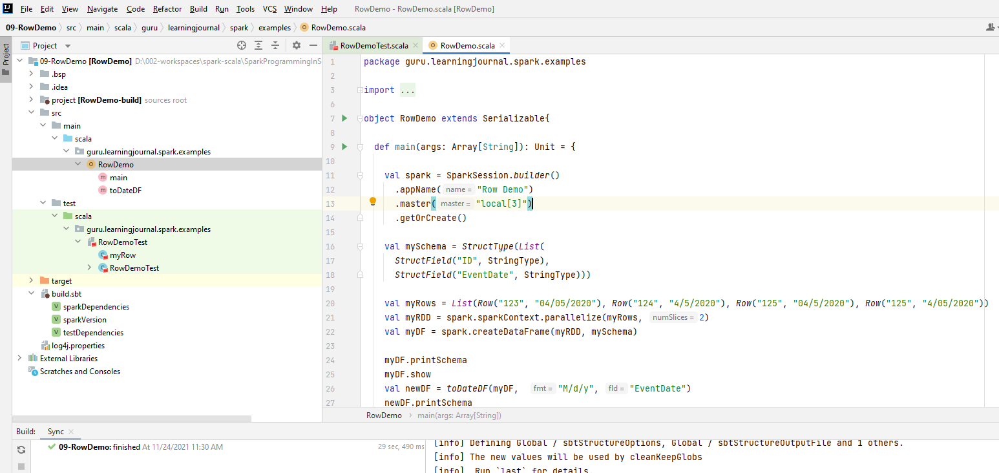 File Edit View Navigate Code Refactor Build Run Tools VCS Window Help RowDemo - RowDemo.scala [RowDemo]
09-RowDemo src main scala guru learningjournal spark examples RowDemo.scala
Project
Project
RowDemoTest.scala RowDemo.scala
09-RowDemo [RowDemo] D:\002-workspaces\spark-scala\SparkProgrammingInS
.bsp
.idea
project [RowDemo-build] sources root
src
main
scala
guru.learningjournal.spark.examples
RowDemo
main
toDateDF
test
scala
guru.learningjournal.spark.examples
RowDemoTest
myRow
RowDemoTest
target
build.sbt
sparkDependencies
sparkVersion
testDependencies
log4j.properties
External Libraries
Scratches and Consoles
1 package guru.learningjournal.spark.examples
2
3 import ...
6
7 object RowDemo extends Serializable{
8
9 def main(args: Array[String]): Unit = {
10
11 val spark = SparkSession.builder()
12 .appName( name = "Row Demo")
13 .master( master = "local[3]")
14 .getOrCreate()
15
16 val mySchema = StructType(List(
17 StructField("ID", StringType),
18 StructField("EventDate", StringType)))
19
20 val myRows = List(Row("123", "04/05/2020"), Row("124", "4/5/2020"), Row("125", "04/5/2020"), Row("125", "4/05/2020"))
21 val myRDD = spark.sparkContext.parallelize(myRows, numSlices = 2)
22 val myDF = spark.createDataFrame(myRDD, mySchema)
23
24 myDF.printSchema
25 myDF.show
26 val newDF = toDateDF(myDF, fmt = "M/d/y", fld = "EventDate")
27 newDF.printSchema
RowDemo main(args: Array[String])
Build: Sync
09-RowDemo: finished At 11/24/2021 11:30 AM 29 sec, 490 ms
[info] Defining Global / sbtStructureOptions, Global / sbtStructureOutputFile and 1 others.
[info] The new values will be used by cleanKeepGlobs
[info] Run `last` for details.